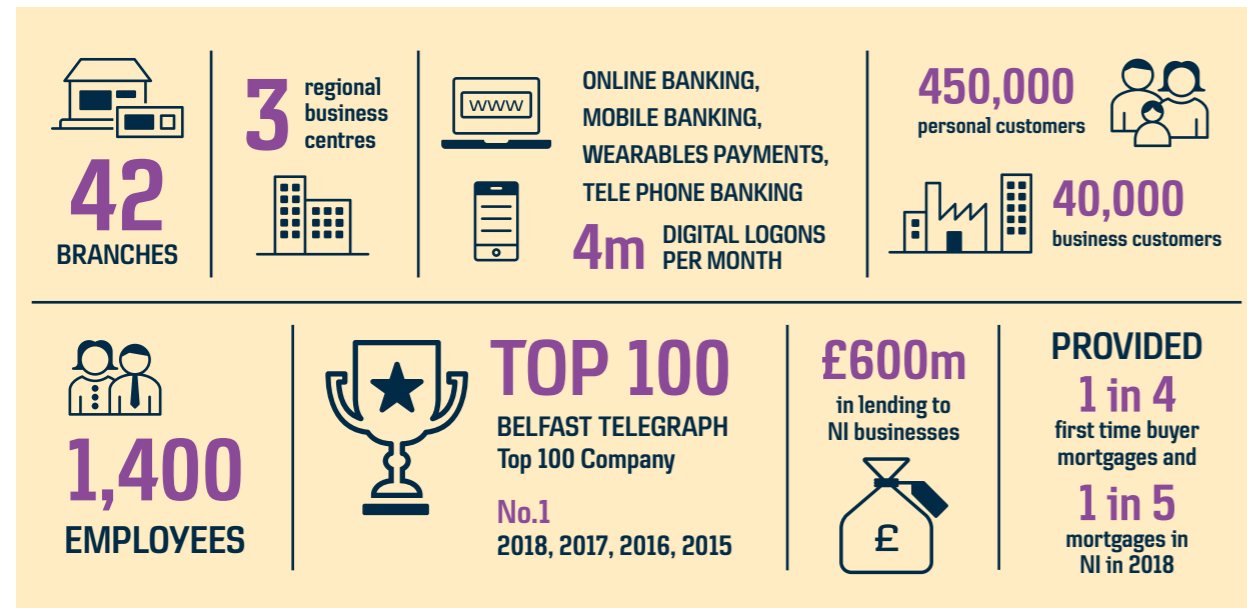 42
BRANCHES
3
regional
business
centres
www
ONLINE BANKING,
MOBILE BANKING,
WEARABLES PAYMENTS,
TELE PHONE BANKING
4m
DIGITAL LOGONS
PER MONTH
450,000
personal customers
40,000
business customers
1,400
EMPLOYEES
TOP 100
BELFAST TELEGRAPH
Top 100 Company
No.1
2018, 2017, 2016, 2015
£600m
in lending to
NI businesses
£
PROVIDED
1 in 4
first time buyer
mortgages and
1 in 5
mortgages in
NI in 2018